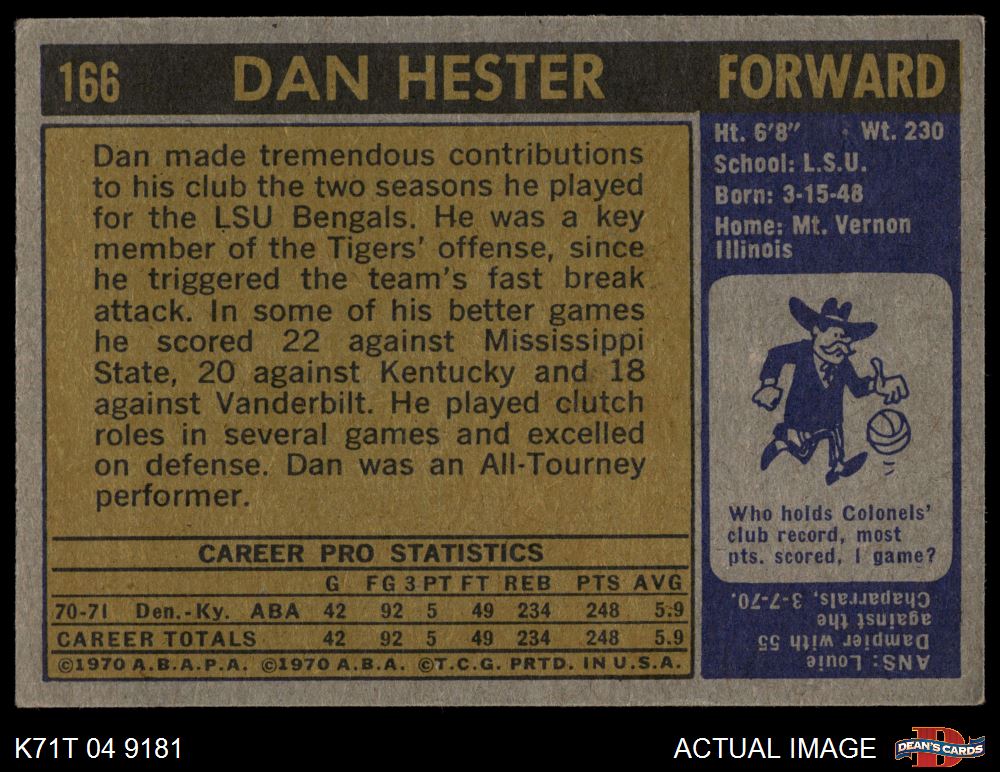 166 DAN HESTER FORWARD
Dan made tremendous contributions
to his club the two seasons he played
for the LSU Bengals. He was a key
member of the Tigers' offense, since
he triggered the team's fast break
attack. In some of his better games
he scored 22 against Mississippi
State, 20 against Kentucky and 18
against Vanderbilt. He played clutch
roles in several games and excelled
on defense. Dan was an All-Tourney
performer.
CAREER PRO STATISTICS
G FG 3 PT FT REB PTS AVG
70-71 Den.-Ky. ABA 42 92 5 49 234 248 5.9
CAREER TOTALS 42 92 5 49 234 248 5.9
©1970 A.B.A.P.A. ©1970 A.B.A. ©T.C.G. PRTD. IN U.S.A.
Ht. 6'8" Wt. 230
School: L.S.U.
Born: 3-15-48
Home: Mt. Vernon
Illinois
Who holds Colonels'
club record, most
pts. scored, 1 game?
ANS: Louie
Dampier with 55
against the
Chaparrals, 3-7-70.
K71T 04 9181
ACTUAL IMAGE
D
DEAN'S CARDS